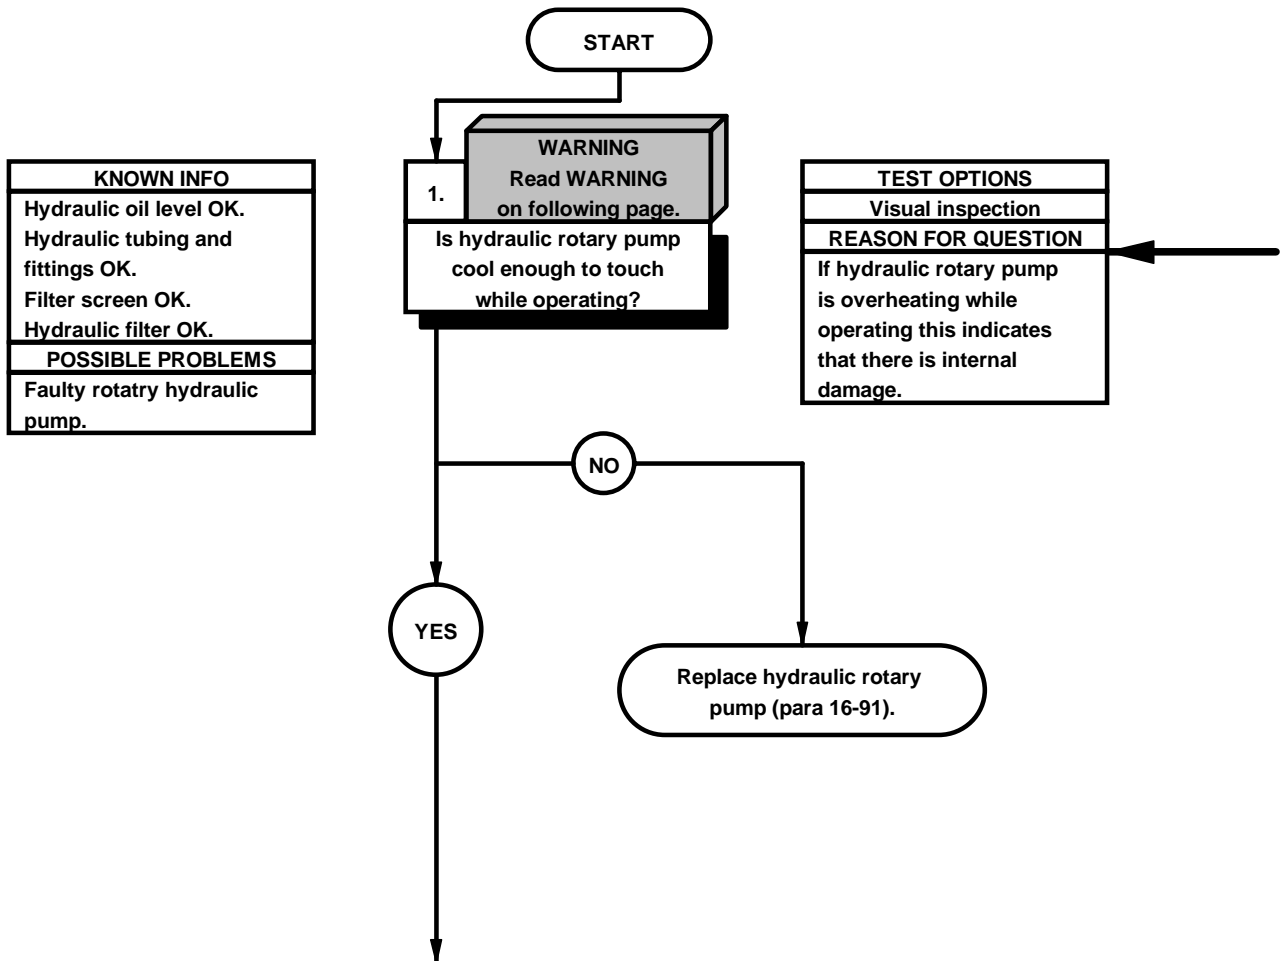 START
KNOWN INFO
Hydraulic oil level OK.
Hydraulic tubing and
fittings OK.
Filter screen OK.
Hydraulic filter OK.
POSSIBLE PROBLEMS
Faulty rotatry hydraulic
pump.
1.
WARNING
Read WARNING
on following page.
Is hydraulic rotary pump
cool enough to touch
while operating?
TEST OPTIONS
Visual inspection
REASON FOR QUESTION
If hydraulic rotary pump
is overheating while
operating this indicates
that there is internal
damage.
NO
YES
Replace hydraulic rotary
pump (para 16-91).